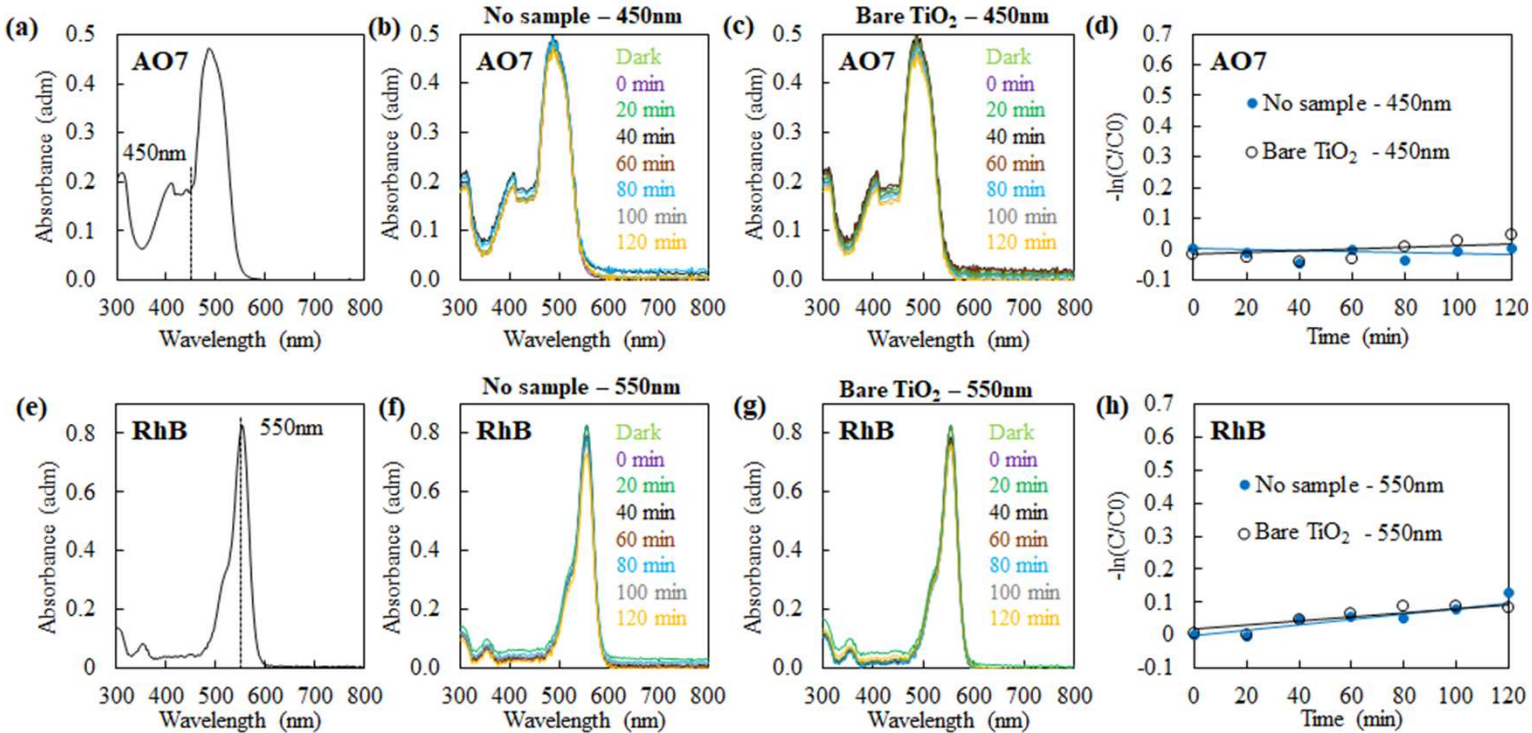 (a)
AO7
450nm
0.5
0.4
0.3
0.2
0.1
0.0
Absorbance (adm)
300 400 500 600 700 800
Wavelength (nm)
(b)
No sample – 450nm
AO7
Dark
0 min
20 min
40 min
60 min
80 min
100 min
120 min
0.5
0.4
0.3
0.2
0.1
0.0
Absorbance (adm)
300 400 500 600 700 800
Wavelength (nm)
(c)
Bare TiO₂ – 450nm
AO7
Dark
0 min
20 min
40 min
60 min
80 min
100 min
120 min
0.5
0.4
0.3
0.2
0.1
0.0
Absorbance (adm)
300 400 500 600 700 800
Wavelength (nm)
(d)
AO7
No sample - 450nm
Bare TiO₂ - 450nm
0.7
0.6
0.5
0.4
0.3
0.2
0.1
0
-0.1
-ln(C/C0)
0 20 40 60 80 100 120
Time (min)
(e)
RhB
550nm
0.8
0.6
0.4
0.2
0
Absorbance (adm)
300 400 500 600 700 800
Wavelength (nm)
(f)
No sample – 550nm
RhB
Dark
0 min
20 min
40 min
60 min
80 min
100 min
120 min
0.8
0.6
0.4
0.2
0.0
Absorbance (adm)
300 400 500 600 700 800
Wavelength (nm)
(g)
Bare TiO₂ – 550nm
RhB
Dark
0 min
20 min
40 min
60 min
80 min
100 min
120 min
0.8
0.6
0.4
0.2
0.0
Absorbance (adm)
300 400 500 600 700 800
Wavelength (nm)
(h)
RhB
No sample - 550nm
Bare TiO₂ - 550nm
0.7
0.6
0.5
0.4
0.3
0.2
0.1
0
-0.1
-ln(C/C0)
0 20 40 60 80 100 120
Time (min)